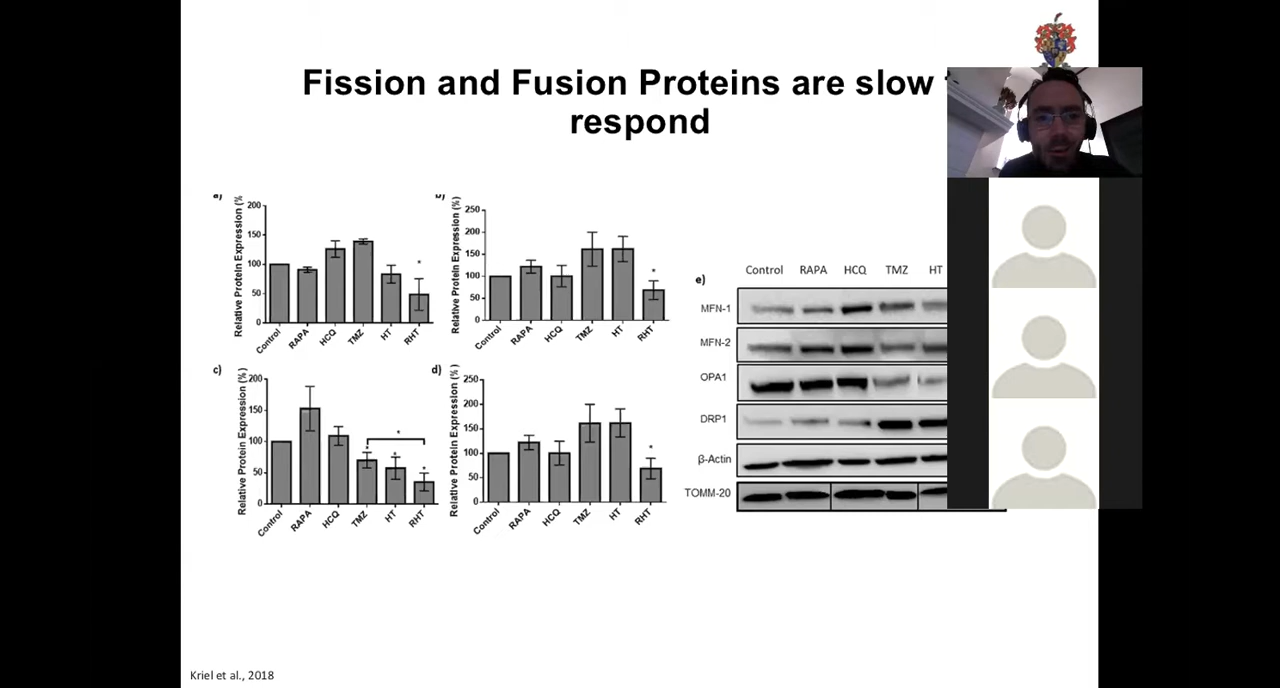 Fission and Fusion Proteins are slow
respond
a)
Relative Protein Expression (%
200
150
100
50
0
*
Control
RAPA
HCQ
TMZ
HT
RHT
b)
Relative Protein Expression (%)
250
200
150
100
50
0
*
Control
RAPA
HCQ
TMZ
HT
RHT
c)
Relative Protein Expression (%)
200
150
100
50
0
*
*
*
*
Control
RAPA
HCQ
TMZ
HT
RHT
d)
Relative Protein Expression (%)
250
200
150
100
50
0
*
Control
RAPA
HCQ
TMZ
HT
RHT
e)
Control RAPA HCQ TMZ HT
MFN-1
MFN-2
OPA1
DRP1
β-Actin
TOMM-20
Kriel et al., 2018